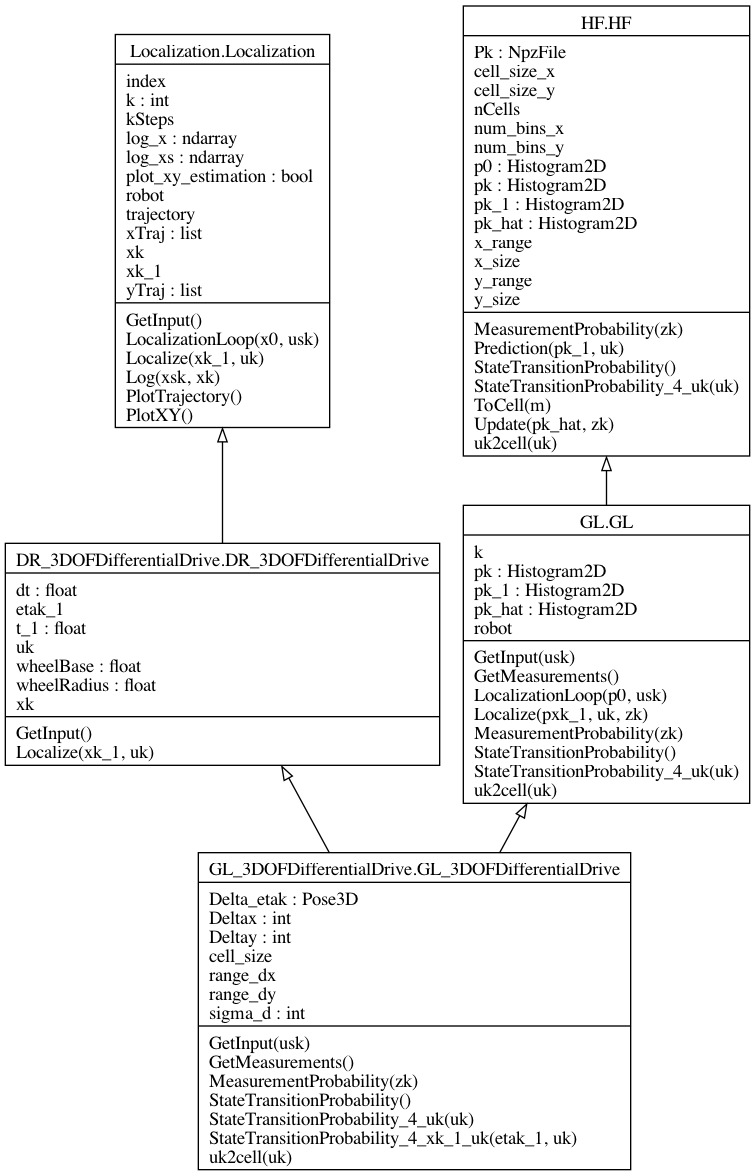 Localization.Localization
index
k : int
kSteps
log_x : ndarray
log_xs : ndarray
plot_xy_estimation : bool
robot
trajectory
xTraj : list
xk
xk_1
yTraj : list
GetInput()
LocalizationLoop(x0, usk)
Localize(xk_1, uk)
Log(xsk, xk)
PlotTrajectory()
PlotXY()
HF.HF
Pk : NpzFile
cell_size_x
cell_size_y
nCells
num_bins_x
num_bins_y
p0 : Histogram2D
pk : Histogram2D
pk_1 : Histogram2D
pk_hat : Histogram2D
x_range
x_size
y_range
y_size
MeasurementProbability(zk)
Prediction(pk_1, uk)
StateTransitionProbability()
StateTransitionProbability_4_uk(uk)
ToCell(m)
Update(pk_hat, zk)
uk2cell(uk)
DR_3DOFDifferentialDrive.DR_3DOFDifferentialDrive
dt : float
etak_1
t_1 : float
uk
wheelBase : float
wheelRadius : float
xk
GetInput()
Localize(xk_1, uk)
GL.GL
k
pk : Histogram2D
pk_1 : Histogram2D
pk_hat : Histogram2D
robot
GetInput(usk)
GetMeasurements()
LocalizationLoop(p0, usk)
Localize(pxk_1, uk, zk)
MeasurementProbability(zk)
StateTransitionProbability()
StateTransitionProbability_4_uk(uk)
uk2cell(uk)
GL_3DOFDifferentialDrive.GL_3DOFDifferentialDrive
Delta_etak : Pose3D
Deltax : int
Deltay : int
cell_size
range_dx
range_dy
sigma_d : int
GetInput(usk)
GetMeasurements()
MeasurementProbability(zk)
StateTransitionProbability()
StateTransitionProbability_4_uk(uk)
StateTransitionProbability_4_xk_1_uk(etak_1, uk)
uk2cell(uk)